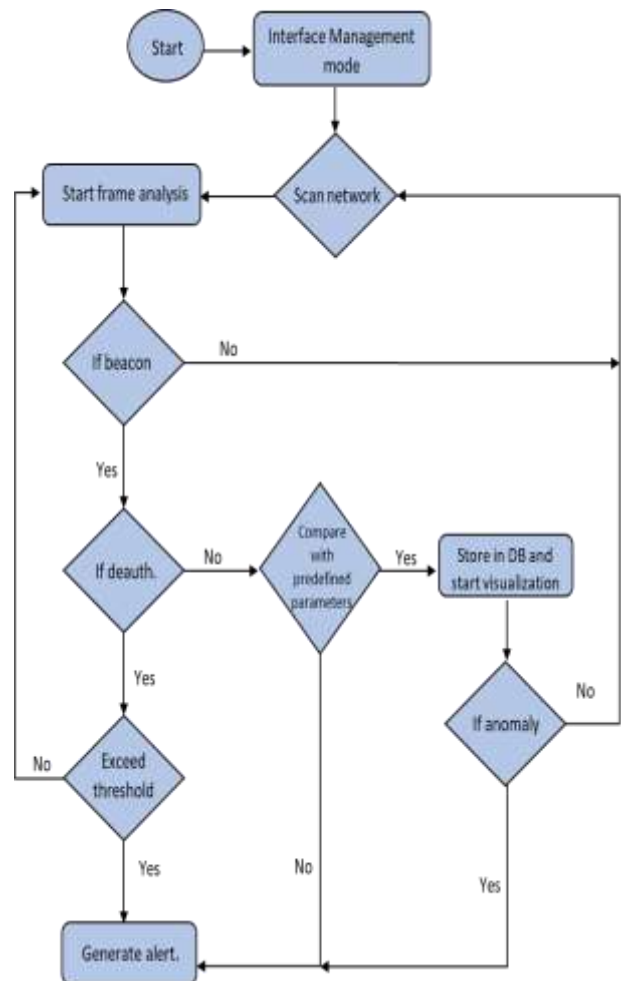 Start
Interface Management
mode
Start frame analysis
Scan network
If beacon
No
Yes
If deauth.
No
Compare
with
predefined
parameters
Yes
Store in DB and
start visualization
Yes
If anomaly
No
No
Exceed
threshold
Yes
No
Yes
Generate alert.